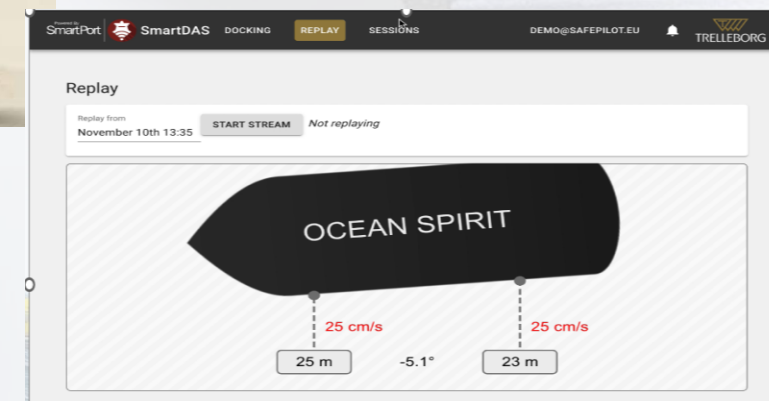 Powered by
SmartPort SmartDAS DOCKING REPLAY SESSIONS DEMO@SAFEPILOT.EU TRELLEBORG
Replay
Replay from
November 10th 13:35 START STREAM Not replaying
OCEAN SPIRIT
25 cm/s 25 cm/s
25 m -5.1° 23 m